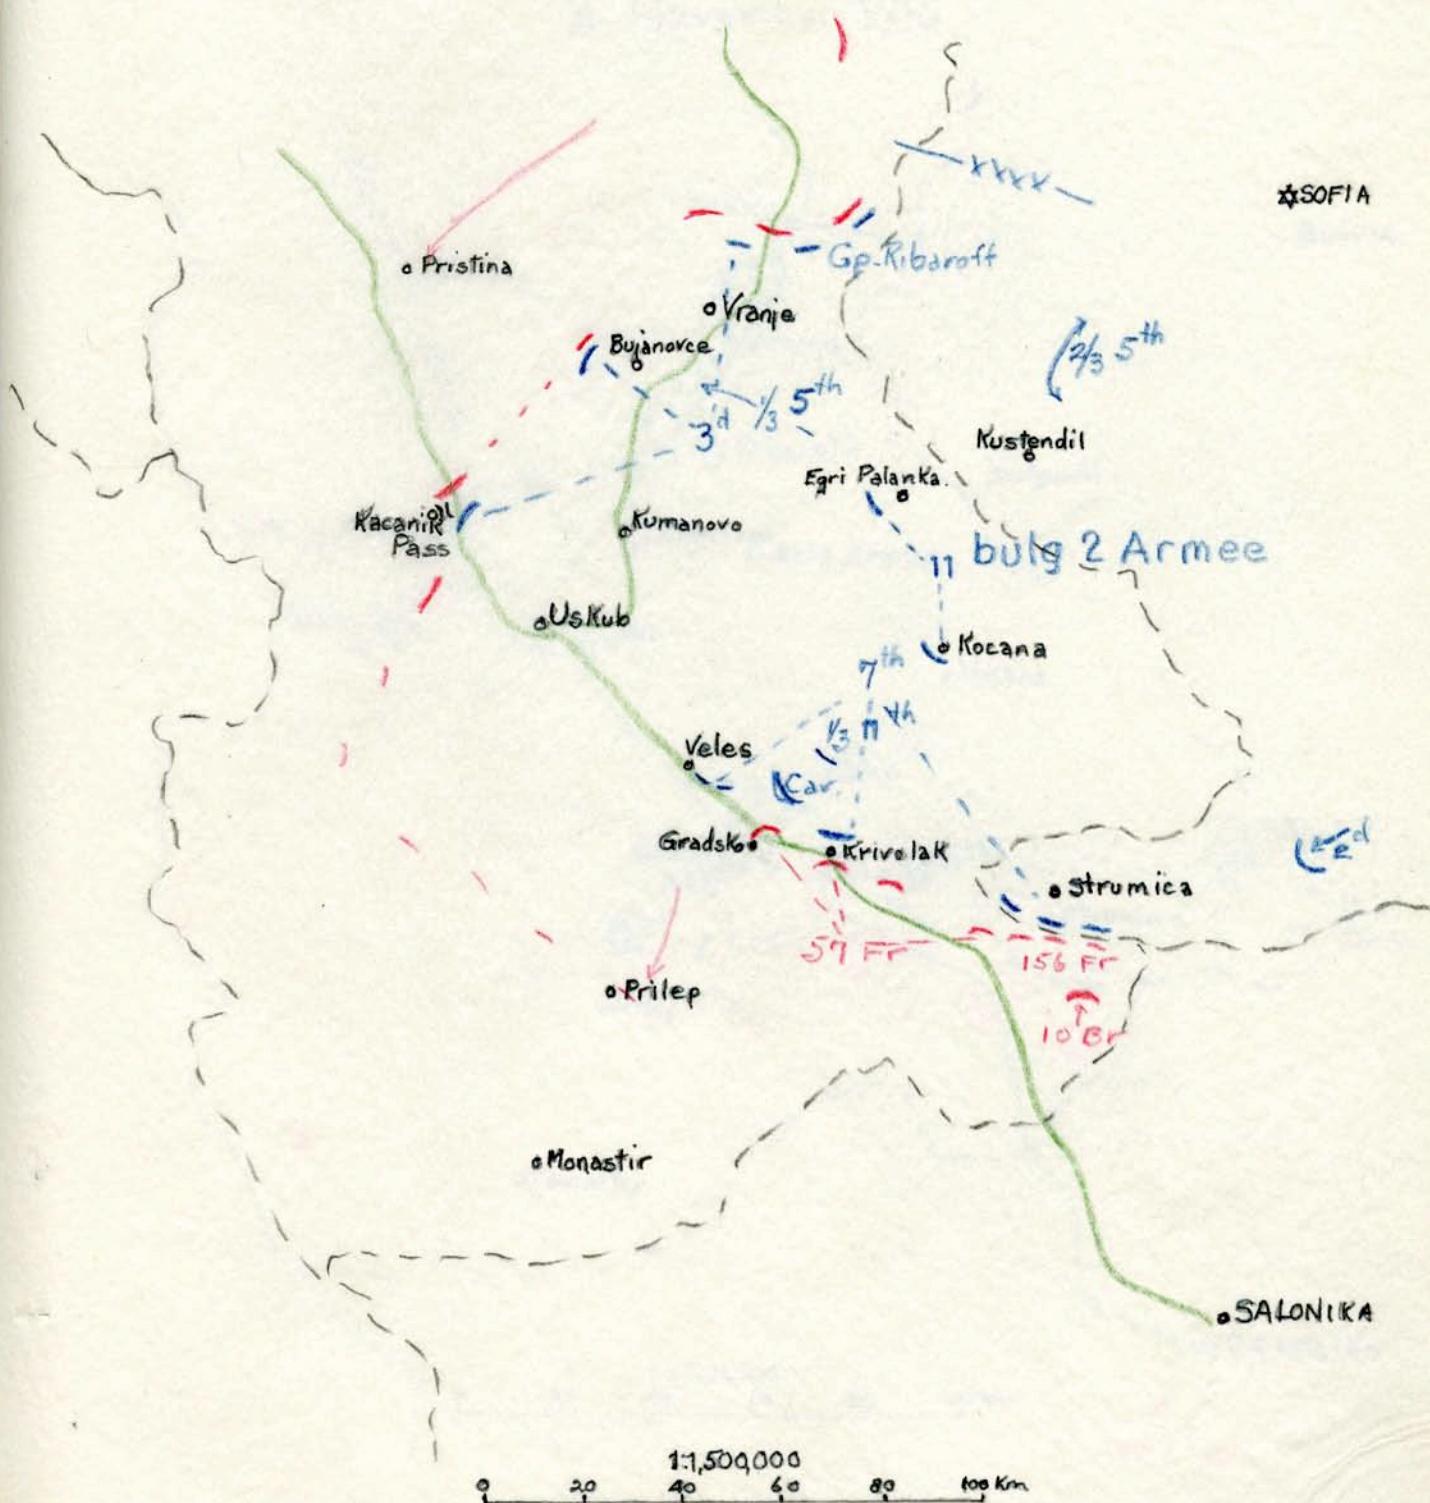 xxxx
SOFIA
Gp. Ribaroff
Pristina
Vranje
Bujanovce
2/3 5th
1/3 5th
3d
Kustendil
Egri Palanka.
Kacanik
Pass
Kumanovo
11
bulg 2 Armee
Uskub
Kocana
7th
1/3 11th
Veles
Cav.
Gradsko
Krivolak
2d
Strumica
57 Fr
156 Fr
Prilep
10 Br
Monastir
SALONIKA
1:1,500,000
0 20 40 60 80 100 Km